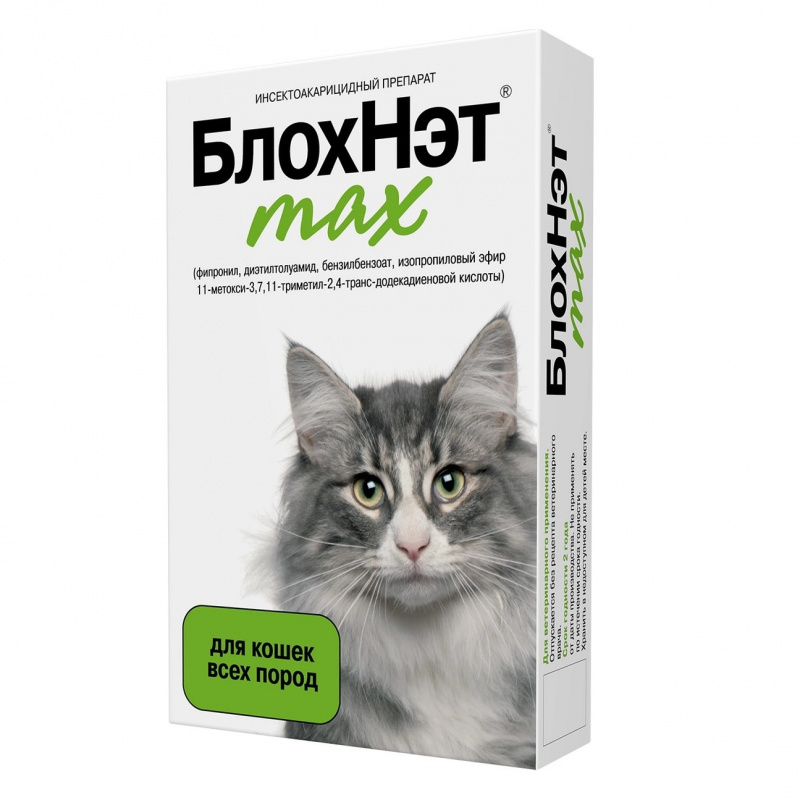 ИНСЕКТОАКАРИЦИДНЫЙ ПРЕПАРАТ
БлохНэт®
max
(фипронил, диэтилтолуамид, бензилбензоат, изопропиловый эфир
11-метокси-3,7,11-триметил-2,4-транс-додекадиеновой кислоты)
для кошек
всех пород
БлохНэт®
max
Для ветеринарного применения.
Отпускается без рецепта ветеринарного
врача.
Срок годности 2 года
от даты производства. Не применять
по истечении срока годности.
Хранить в недоступном для детей месте.